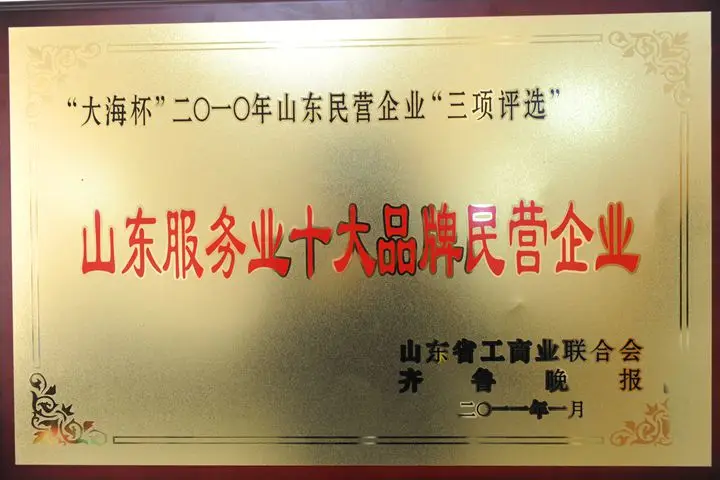 “大海杯”二〇一〇年山东民营企业“三项评选”
山东服务业十大品牌民营企业
山东省工商业联合会
齐鲁晚报
二〇一一年一月